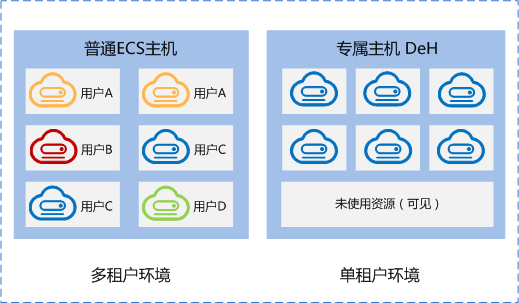 普通ECS主机
专属主机 DeH
用户A
用户A
用户B
用户C
用户C
用户D
未使用资源（可见）
多租户环境
单租户环境